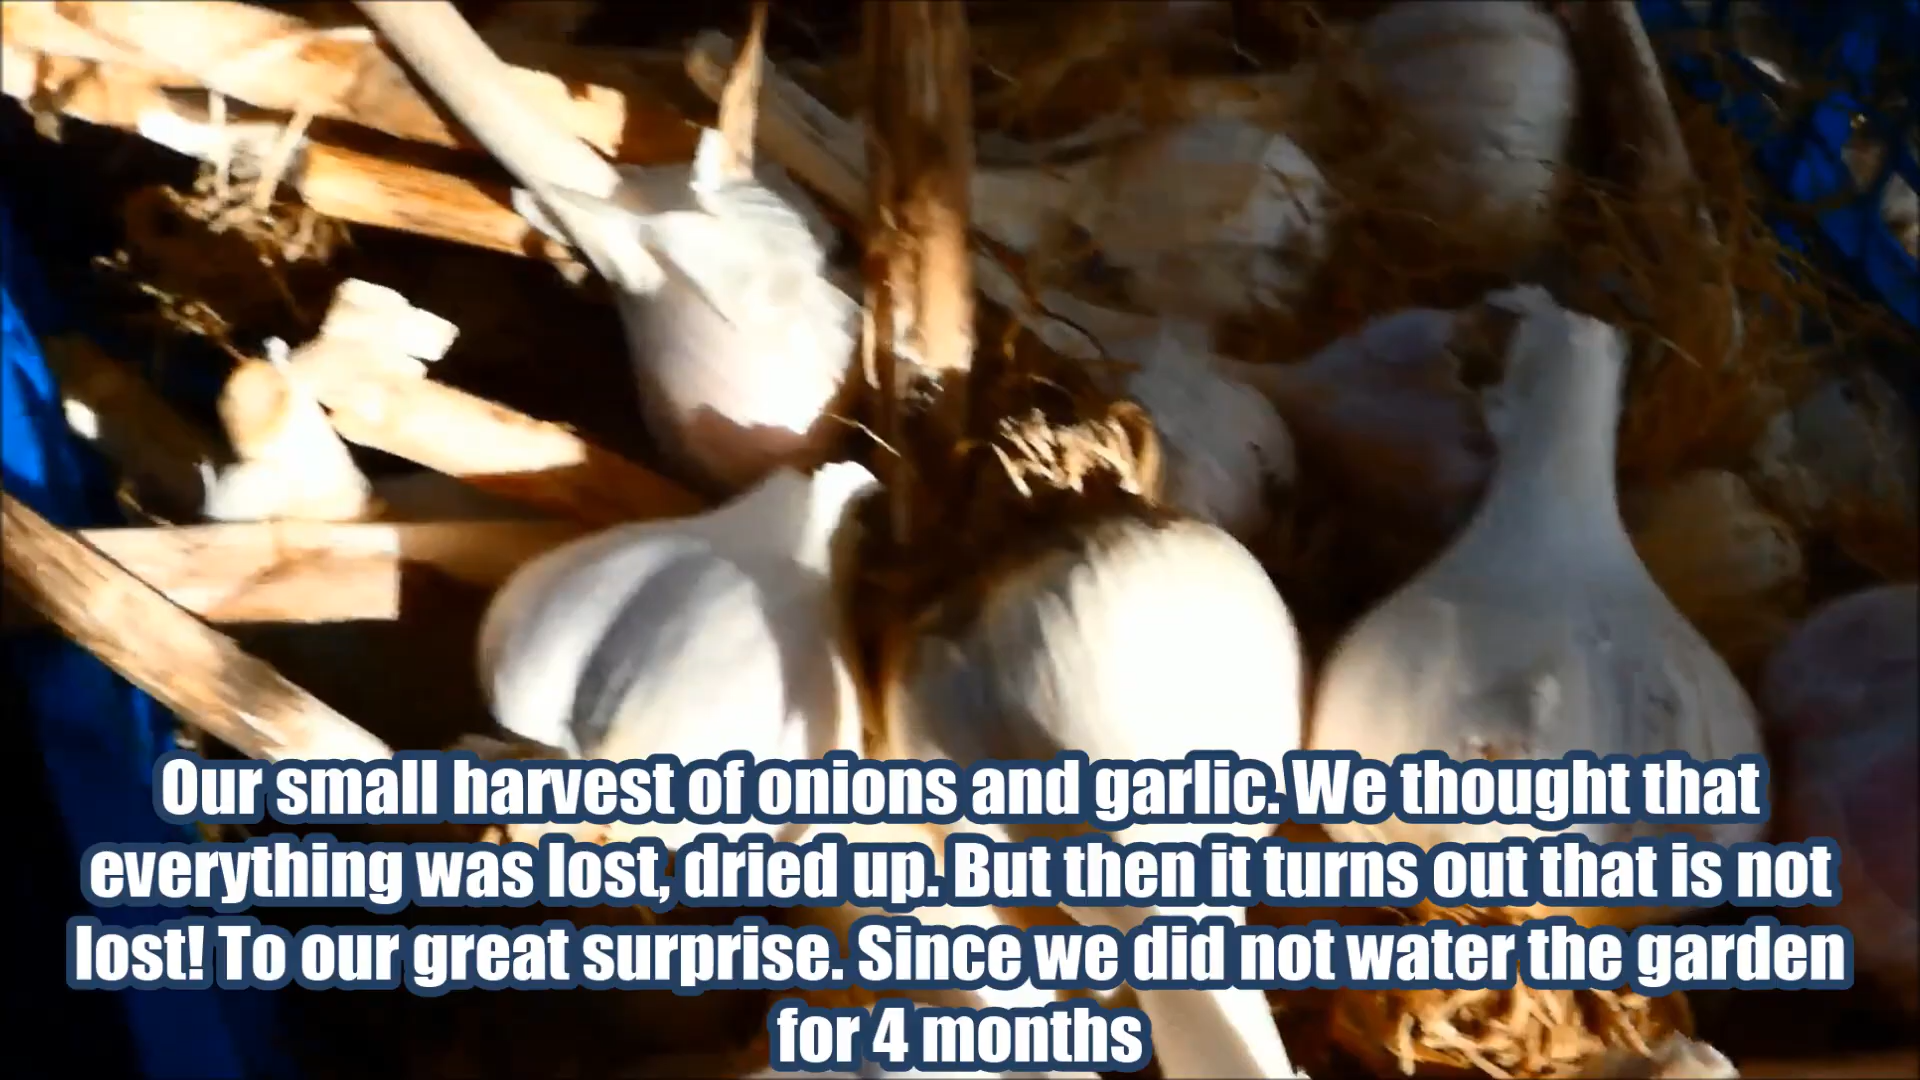 Our small harvest of onions and garlic. We thought that
everything was lost, dried up. But then it turns out that is not
lost! To our great surprise. Since we did not water the garden
for 4 months